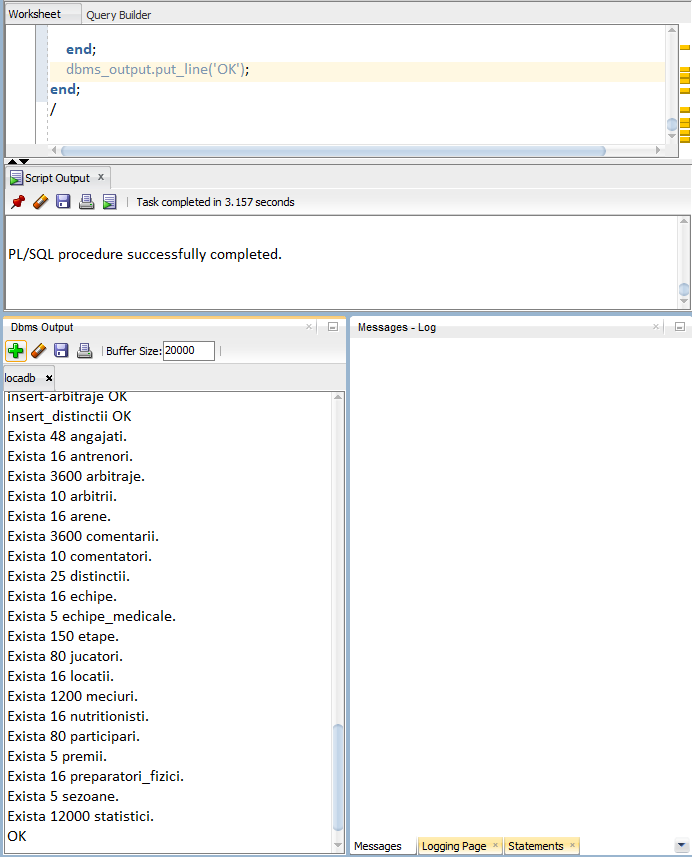 Worksheet Query Builder
end;
dbms_output.put_line('OK');
end;
/
Script Output x
Task completed in 3.157 seconds
PL/SQL procedure successfully completed.
Dbms Output
Buffer Size: 20000
locadb
insert-arbitraje OK
insert_distinctii OK
Exista 48 angajati.
Exista 16 antrenori.
Exista 3600 arbitraje.
Exista 10 arbitrii.
Exista 16 arene.
Exista 3600 comentarii.
Exista 10 comentatori.
Exista 25 distinctii.
Exista 16 echipe.
Exista 5 echipe_medicale.
Exista 150 etape.
Exista 80 jucatori.
Exista 16 locatii.
Exista 1200 meciuri.
Exista 16 nutritionisti.
Exista 80 participari.
Exista 5 premii.
Exista 16 preparatori_fizici.
Exista 5 sezoane.
Exista 12000 statistici.
OK
Messages - Log
Messages Logging Page Statements